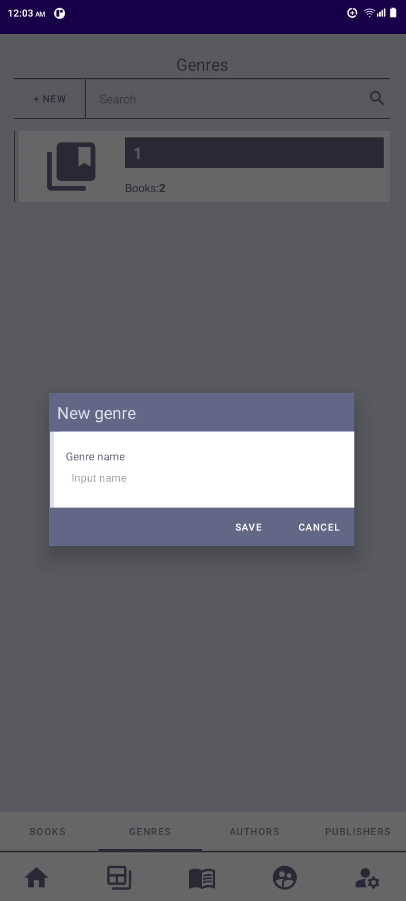 12:03 AM
Genres
+ NEW
Search
1
Books:2
New genre
Genre name
Input name
SAVE
CANCEL
BOOKS
GENRES
AUTHORS
PUBLISHERS